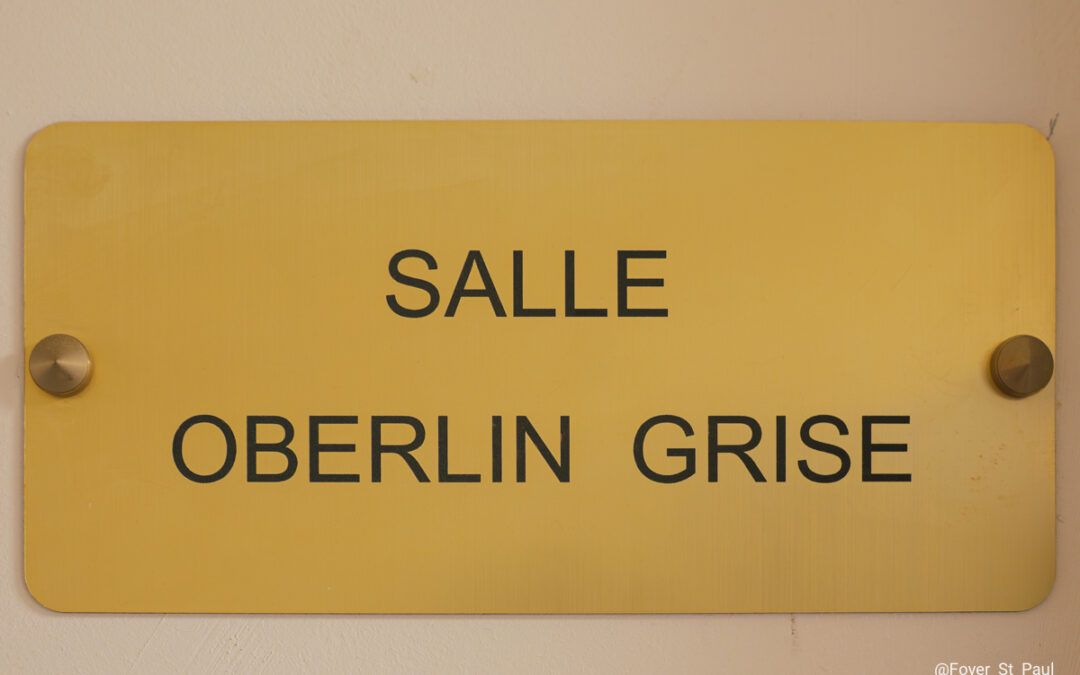 SALLE
OBERLIN GRISE
@Foyer_St_Paul